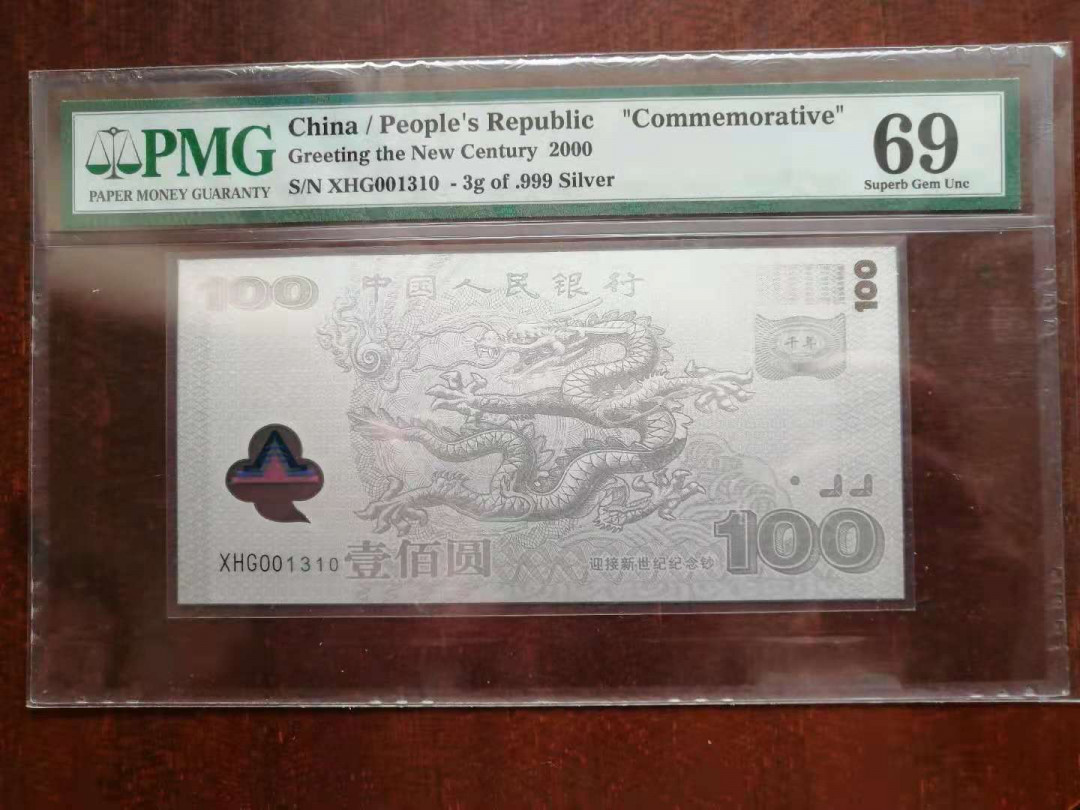 PMG
PAPER MONEY GUARANTY
China / People's Republic "Commemorative"
Greeting the New Century 2000
S/N XHG001310 - 3g of .999 Silver
69
Superb Gem Unc
100
中国人民银行
100
千年
XHG001310
壹佰圆
迎接新世纪纪念钞
100